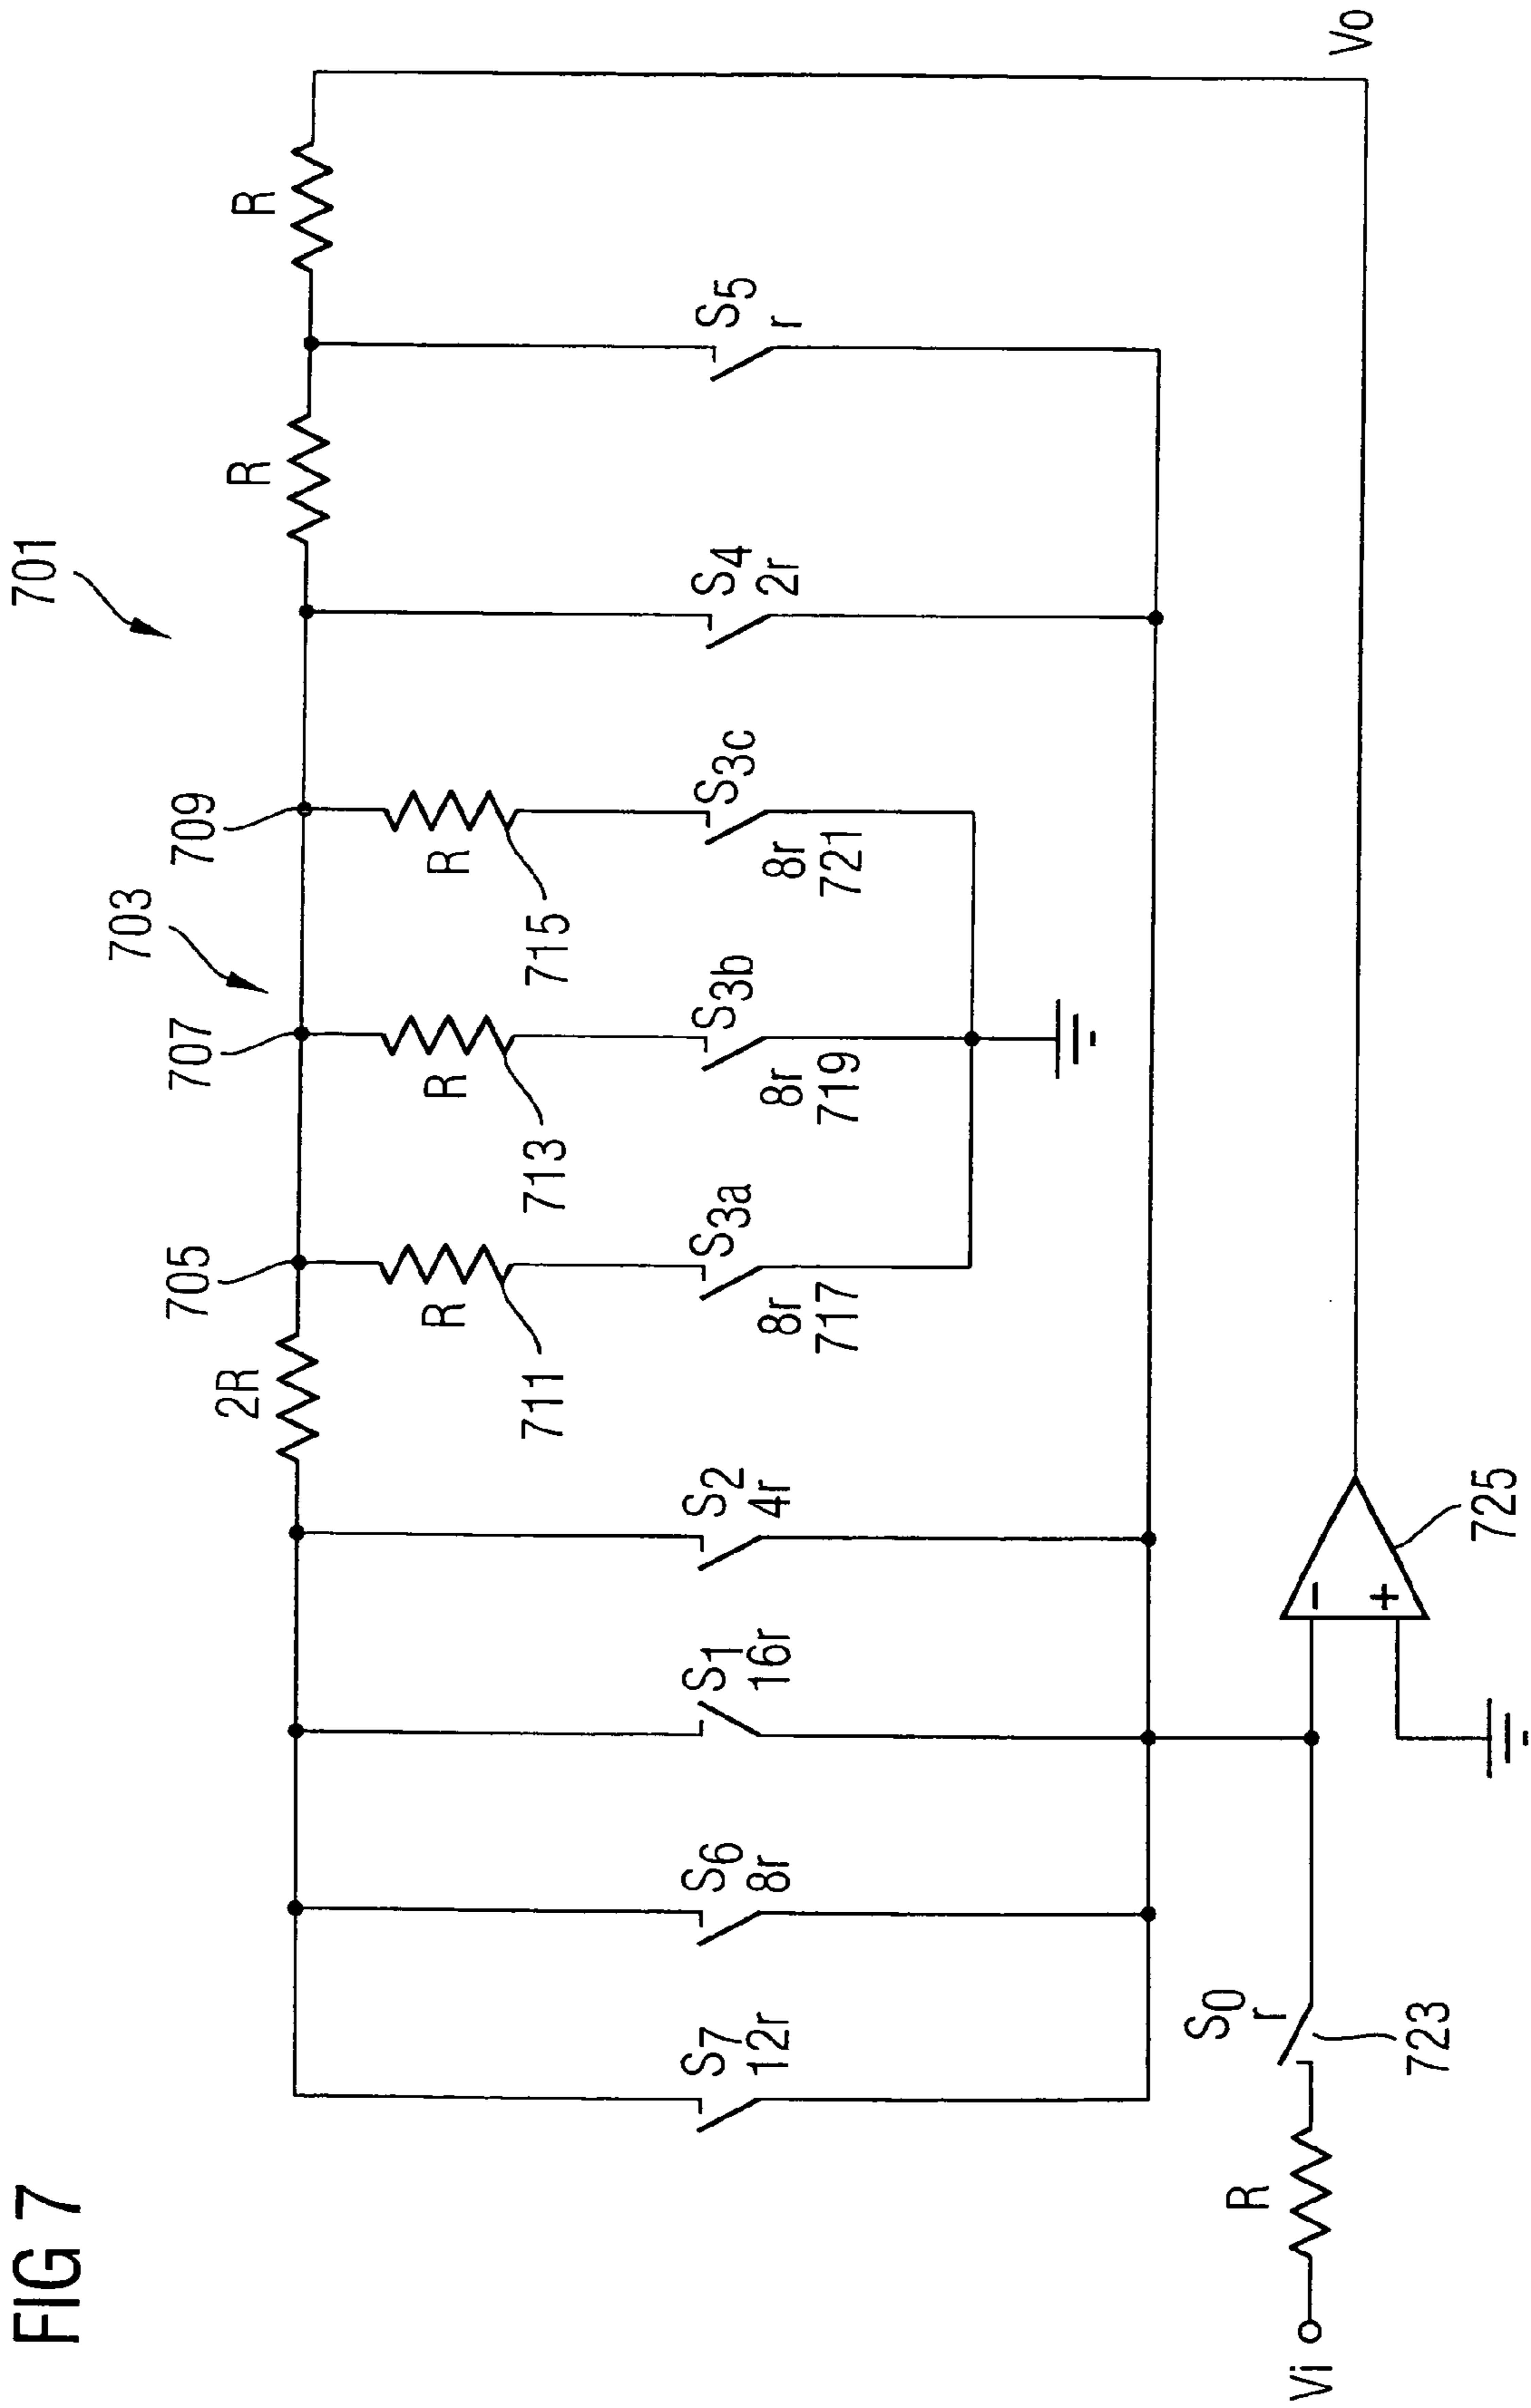 FIG 7
701
703
705
707
709
2R
R
R
R
711
R
713
R
715
S7
12r
S6
8r
S1
16r
S2
4r
S3a
8r
717
S3b
8r
719
S3c
8r
721
S4
2r
S5
r
Vi
R
S0
r
723
−
+
725
Vo